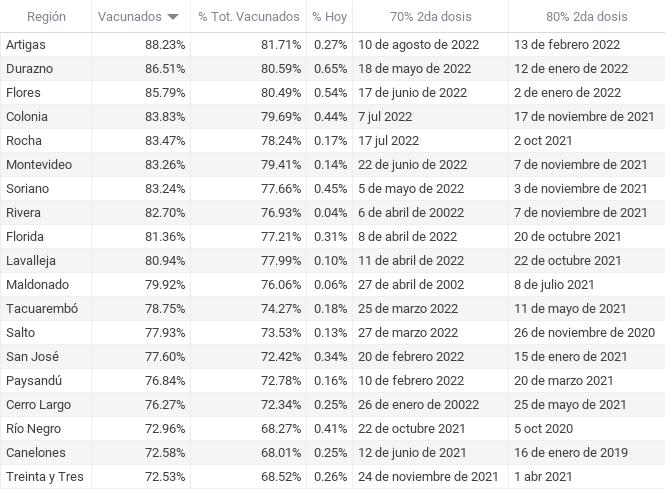 Región Vacunados % Tot. Vacunados % Hoy 70% 2da dosis 80% 2da dosis
Artigas 88.23% 81.71% 0.27% 10 de agosto de 2022 13 de febrero 2022
Durazno 86.51% 80.59% 0.65% 18 de mayo de 2022 12 de enero de 2022
Flores 85.79% 80.49% 0.54% 17 de junio de 2022 2 de enero de 2022
Colonia 83.83% 79.69% 0.44% 7 jul 2022 17 de noviembre de 2021
Rocha 83.47% 78.24% 0.17% 17 jul 2022 2 oct 2021
Montevideo 83.26% 79.41% 0.14% 22 de junio de 2022 7 de noviembre de 2021
Soriano 83.24% 77.66% 0.45% 5 de mayo de 2022 3 de noviembre de 2021
Rivera 82.70% 76.93% 0.04% 6 de abril de 20022 7 de noviembre de 2021
Florida 81.36% 77.21% 0.31% 8 de abril de 2022 20 de octubre 2021
Lavalleja 80.94% 77.99% 0.10% 11 de abril de 2022 22 de octubre 2021
Maldonado 79.92% 76.06% 0.06% 27 de abril de 2002 8 de julio 2021
Tacuarembó 78.75% 74.27% 0.18% 25 de marzo 2022 11 de mayo de 2021
Salto 77.93% 73.53% 0.13% 27 de marzo 2022 26 de noviembre de 2020
San José 77.60% 72.42% 0.34% 20 de febrero 2022 15 de enero de 2021
Paysandú 76.84% 72.78% 0.16% 10 de febrero 2022 20 de marzo 2021
Cerro Largo 76.27% 72.34% 0.25% 26 de enero de 20022 25 de mayo de 2021
Río Negro 72.96% 68.27% 0.41% 22 de octubre 2021 5 oct 2020
Canelones 72.58% 68.01% 0.25% 12 de junio de 2021 16 de enero de 2019
Treinta y Tres 72.53% 68.52% 0.26% 24 de noviembre de 2021 1 abr 2021